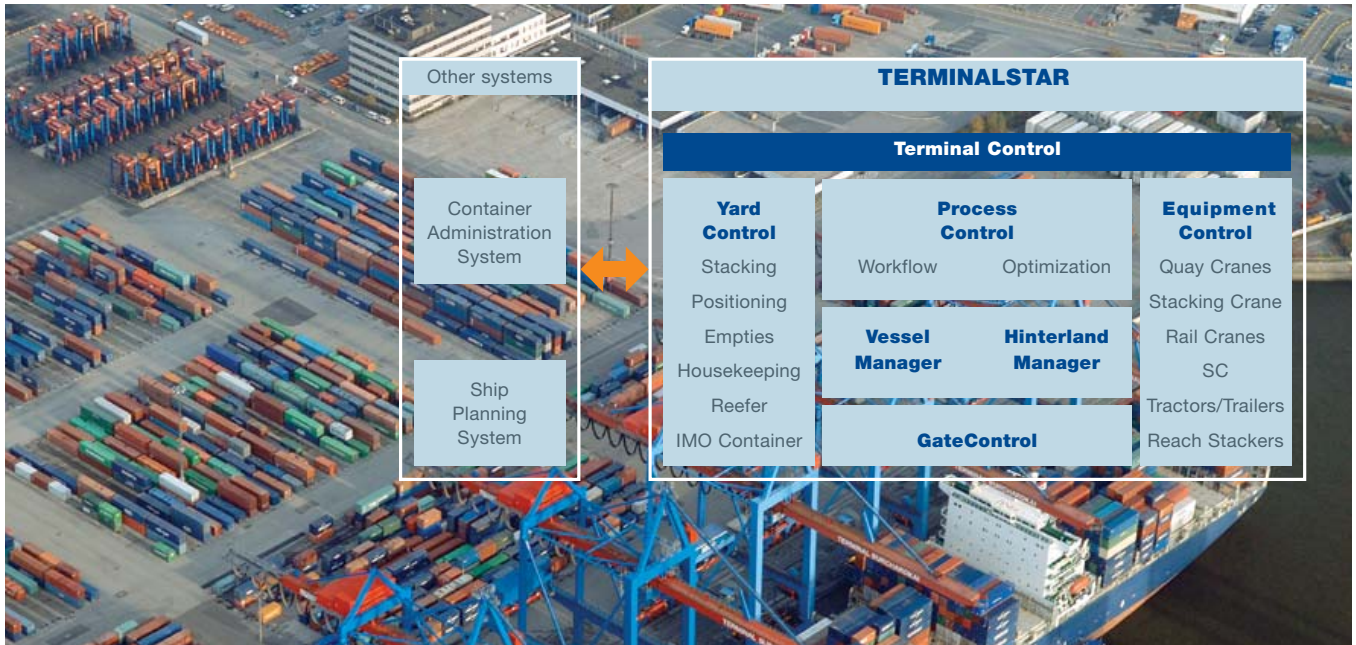 Other systems
Container
Administration
System
Ship
Planning
System
TERMINALSTAR
Terminal Control
Yard
Control
Stacking
Positioning
Empties
Housekeeping
Reefer
IMO Container
Process
Control
Workflow Optimization
Vessel
Manager
Hinterland
Manager
GateControl
Equipment
Control
Quay Cranes
Stacking Crane
Rail Cranes
SC
Tractors/Trailers
Reach Stackers